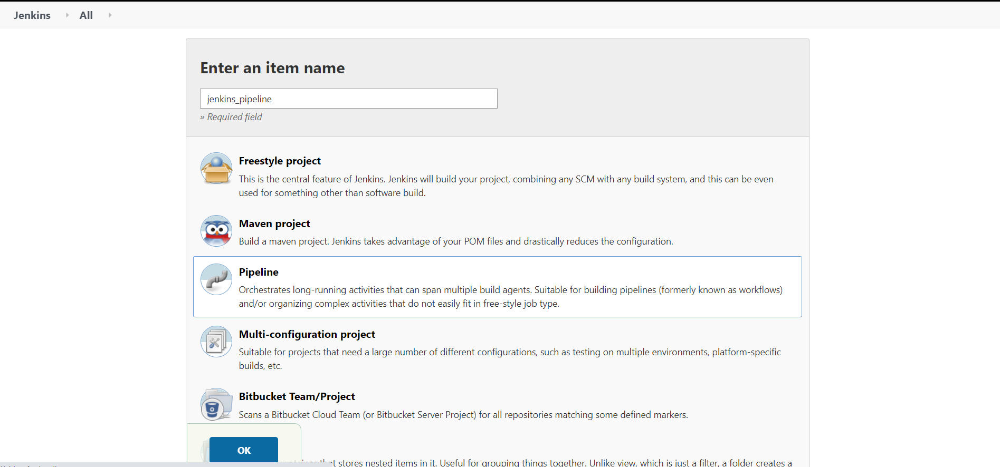 Jenkins All
Enter an item name
jenkins_pipeline
» Required field
Freestyle project
This is the central feature of Jenkins. Jenkins will build your project, combining any SCM with any build system, and this can be even
used for something other than software build.
Maven project
Build a maven project. Jenkins takes advantage of your POM files and drastically reduces the configuration.
Pipeline
Orchestrates long-running activities that can span multiple build agents. Suitable for building pipelines (formerly known as workflows)
and/or organizing complex activities that do not easily fit in free-style job type.
Multi-configuration project
Suitable for projects that need a large number of different configurations, such as testing on multiple environments, platform-specific
builds, etc.
Bitbucket Team/Project
Scans a Bitbucket Cloud Team (or Bitbucket Server Project) for all repositories matching some defined markers.
OK
that stores nested items in it. Useful for grouping things together. Unlike view, which is just a filter, a folder creates a